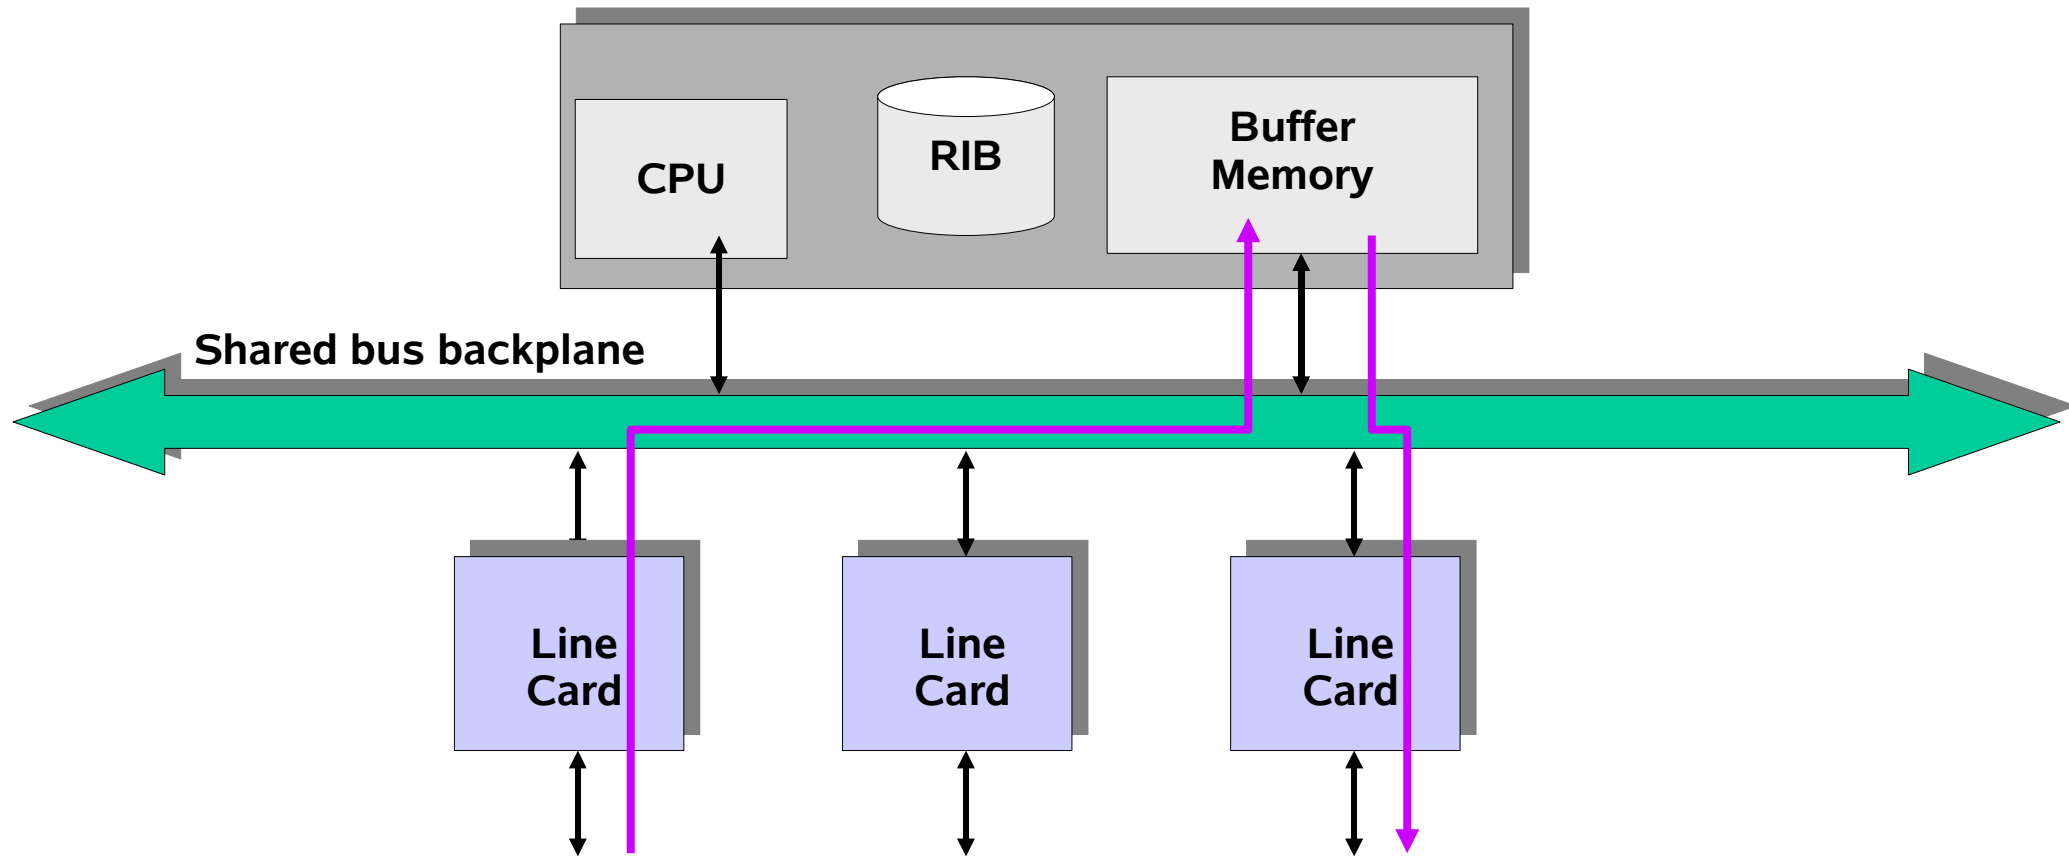 CPU
RIB
Buffer
Memory
Shared bus backplane
Line
Card
Line
Card
Line
Card